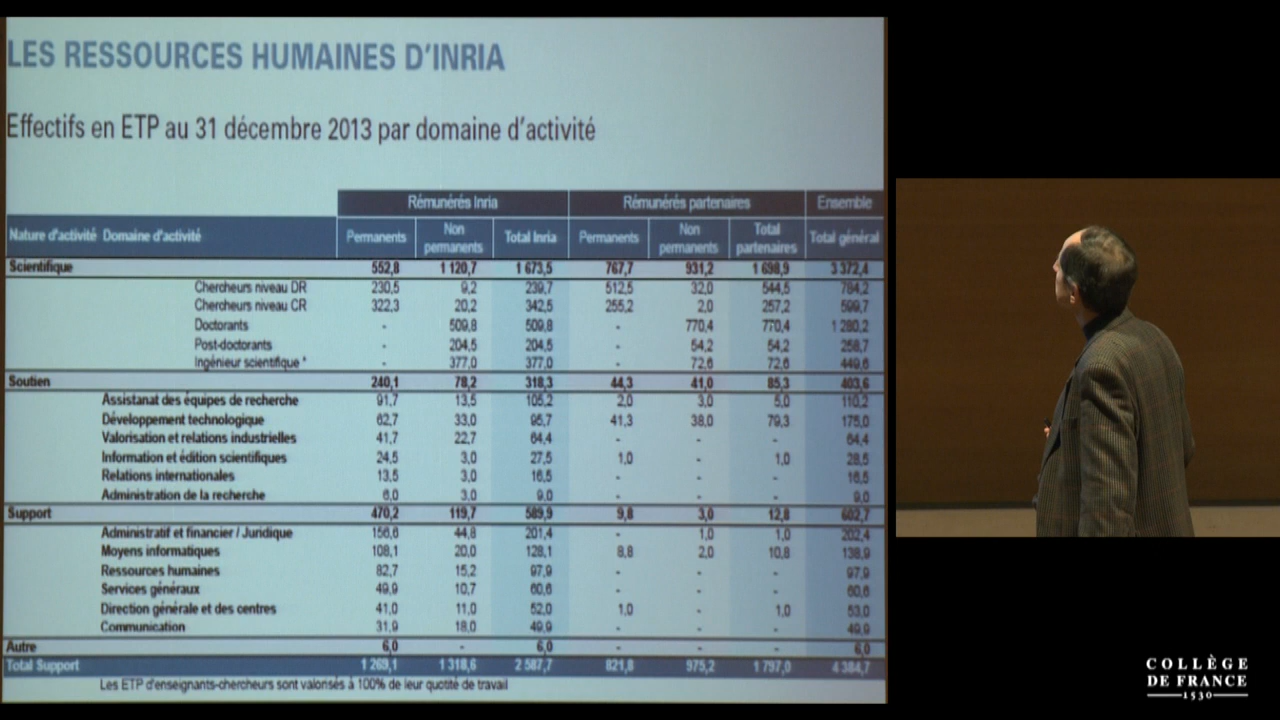 LES RESSOURCES HUMAINES D'INRIA
Effectifs en ETP au 31 décembre 2013 par domaine d'activité
Rémunérés Inria Rémunérés partenaires Ensemble
Nature d'activité Domaine d'activité Permanents Non permanents Total Inria Permanents Non permanents Total partenaires Total général
Scientifique 552,8 1 120,7 1 673,5 767,7 931,2 1 698,9 3 372,4
Chercheurs niveau DR 230,5 9,2 239,7 512,5 32,0 544,5 784,2
Chercheurs niveau CR 322,3 20,2 342,5 255,2 2,0 257,2 599,7
Doctorants - 509,8 509,8 - 770,4 770,4 1 280,2
Post-doctorants - 204,5 204,5 - 54,2 54,2 258,7
Ingénieur scientifique * - 377,0 377,0 - 72,6 72,6 449,6
Soutien 240,1 78,2 318,3 44,3 41,0 85,3 403,6
Assistanat des équipes de recherche 91,7 13,5 105,2 2,0 3,0 5,0 110,2
Développement technologique 62,7 33,0 95,7 41,3 38,0 79,3 175,0
Valorisation et relations industrielles 41,7 22,7 64,4 - - - 64,4
Information et édition scientifiques 24,5 3,0 27,5 1,0 - 1,0 28,5
Relations internationales 13,5 3,0 16,5 - - - 16,5
Administration de la recherche 6,0 3,0 9,0 - - - 9,0
Support 470,2 119,7 589,9 9,8 3,0 12,8 602,7
Administratif et financier / Juridique 156,6 44,8 201,4 - 1,0 1,0 202,4
Moyens informatiques 108,1 20,0 128,1 8,8 2,0 10,8 138,9
Ressources humaines 82,7 15,2 97,9 - - - 97,9
Services généraux 49,9 10,7 60,6 - - - 60,6
Direction générale et des centres 41,0 11,0 52,0 1,0 - 1,0 53,0
Communication 31,9 18,0 49,9 - - - 49,9
Autre 6,0 - 6,0 - - - 6,0
Total Support 1 269,1 1 318,6 2 587,7 821,8 975,2 1 797,0 4 384,7
Les ETP d'enseignants-chercheurs sont valorisés à 100% de leur quotité de travail
COLLÈGE
DE FRANCE
1530